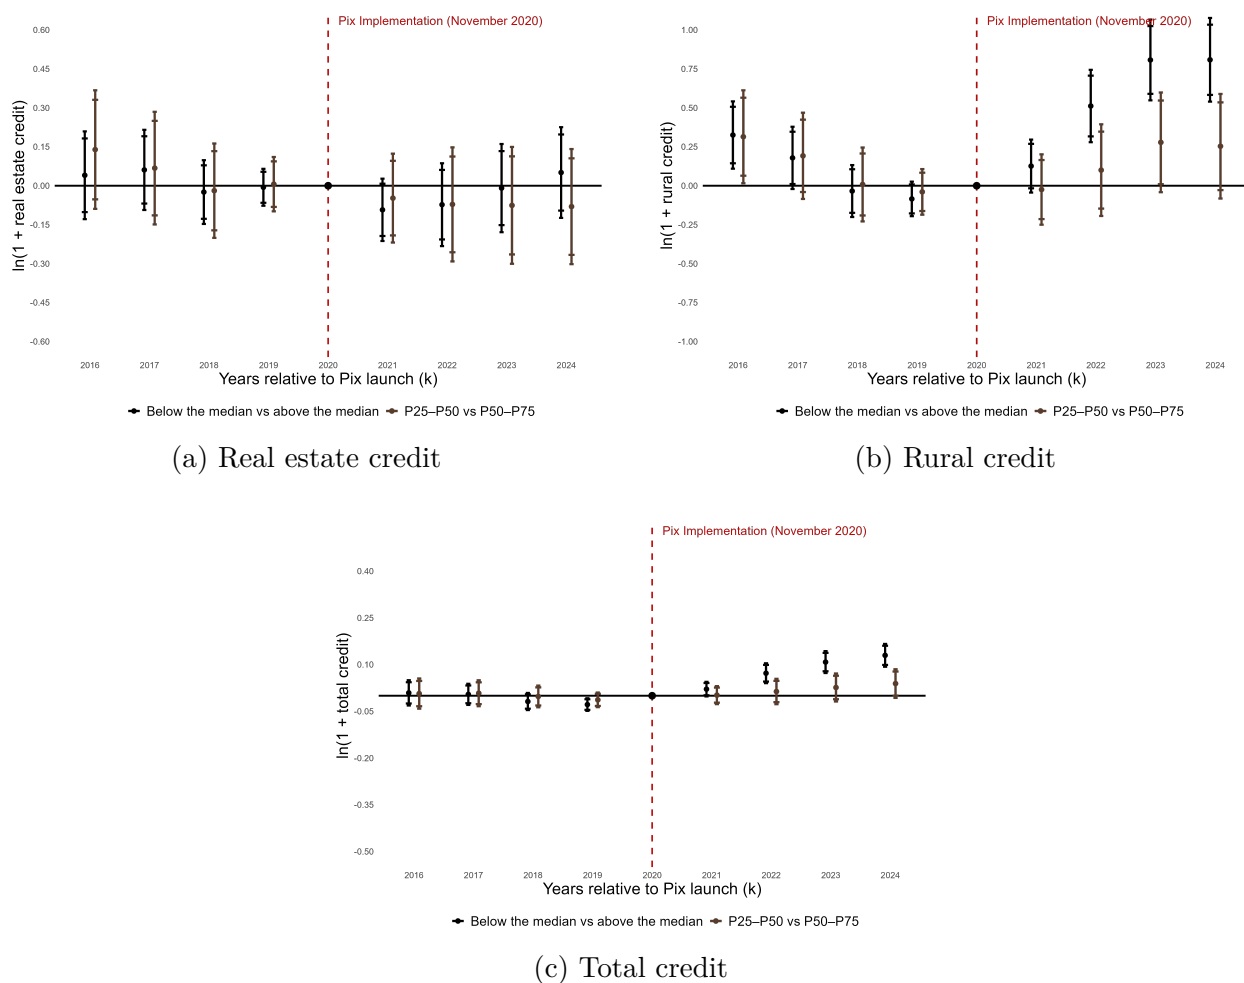 Pix Implementation (November 2020)
0.60
0.45
0.30
0.15
0.00
-0.15
-0.30
-0.45
-0.60
ln(1 + real estate credit)
2016 2017 2018 2019 2020 2021 2022 2023 2024
Years relative to Pix launch (k)
Below the median vs above the median P25–P50 vs P50–P75
(a) Real estate credit
Pix Implementation (November 2020)
1.00
0.75
0.50
0.25
0.00
-0.25
-0.50
-0.75
-1.00
ln(1 + rural credit)
2016 2017 2018 2019 2020 2021 2022 2023 2024
Years relative to Pix launch (k)
Below the median vs above the median P25–P50 vs P50–P75
(b) Rural credit
Pix Implementation (November 2020)
0.40
0.25
0.10
-0.05
-0.20
-0.35
-0.50
ln(1 + total credit)
2016 2017 2018 2019 2020 2021 2022 2023 2024
Years relative to Pix launch (k)
Below the median vs above the median P25–P50 vs P50–P75
(c) Total credit